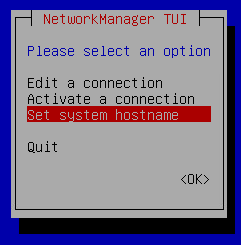 NetworkManager TUI
Please select an option
Edit a connection
Activate a connection
Set system hostname
Quit
<OK>